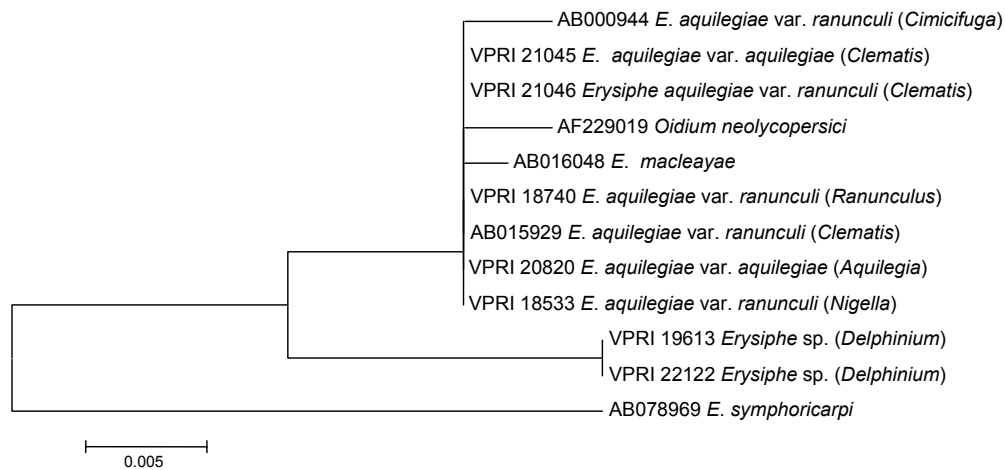 AB000944 E. aquilegiae var. ranunculi (Cimicifuga)
VPRI 21045 E. aquilegiae var. aquilegiae (Clematis)
VPRI 21046 Erysiphe aquilegiae var. ranunculi (Clematis)
AF229019 Oidium neolycopersici
AB016048 E. macleayae
VPRI 18740 E. aquilegiae var. ranunculi (Ranunculus)
AB015929 E. aquilegiae var. ranunculi (Clematis)
VPRI 20820 E. aquilegiae var. aquilegiae (Aquilegia)
VPRI 18533 E. aquilegiae var. ranunculi (Nigella)
VPRI 19613 Erysiphe sp. (Delphinium)
VPRI 22122 Erysiphe sp. (Delphinium)
AB078969 E. symphoricarpi
0.005